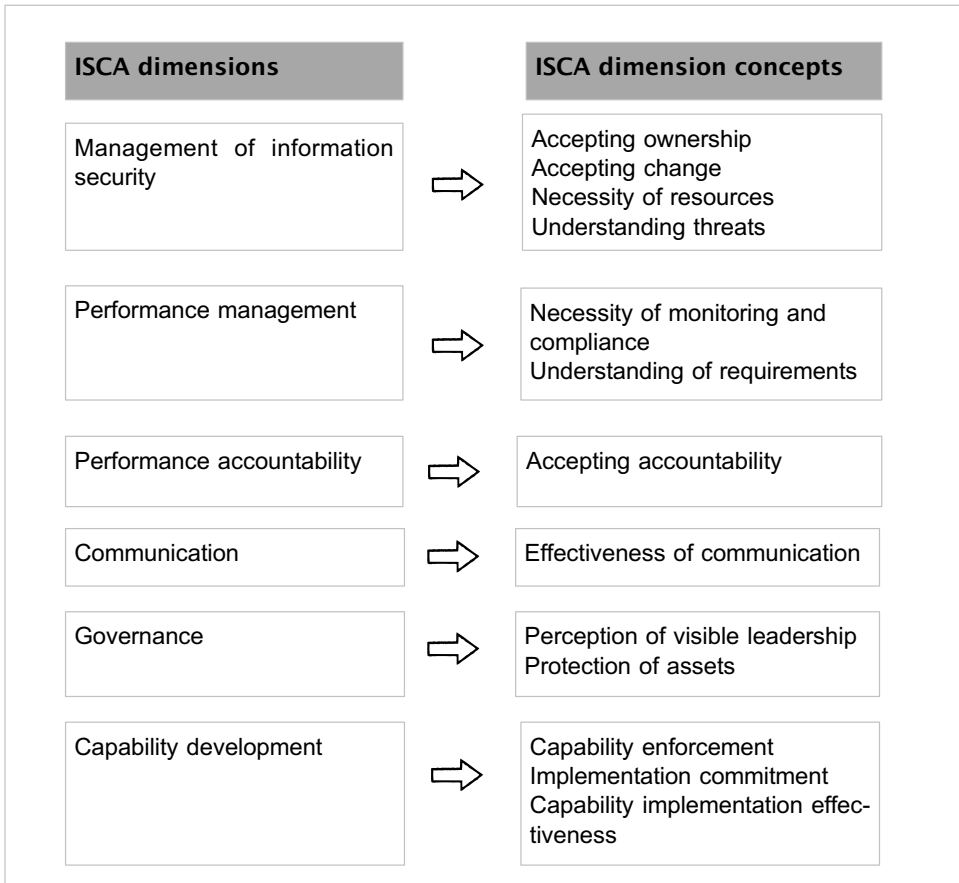 ISCA dimensions
ISCA dimension concepts
Management of information
security
Accepting ownership
Accepting change
Necessity of resources
Understanding threats
Performance management
Necessity of monitoring and
compliance
Understanding of requirements
Performance accountability
Accepting accountability
Communication
Effectiveness of communication
Governance
Perception of visible leadership
Protection of assets
Capability development
Capability enforcement
Implementation commitment
Capability implementation effec-
tiveness